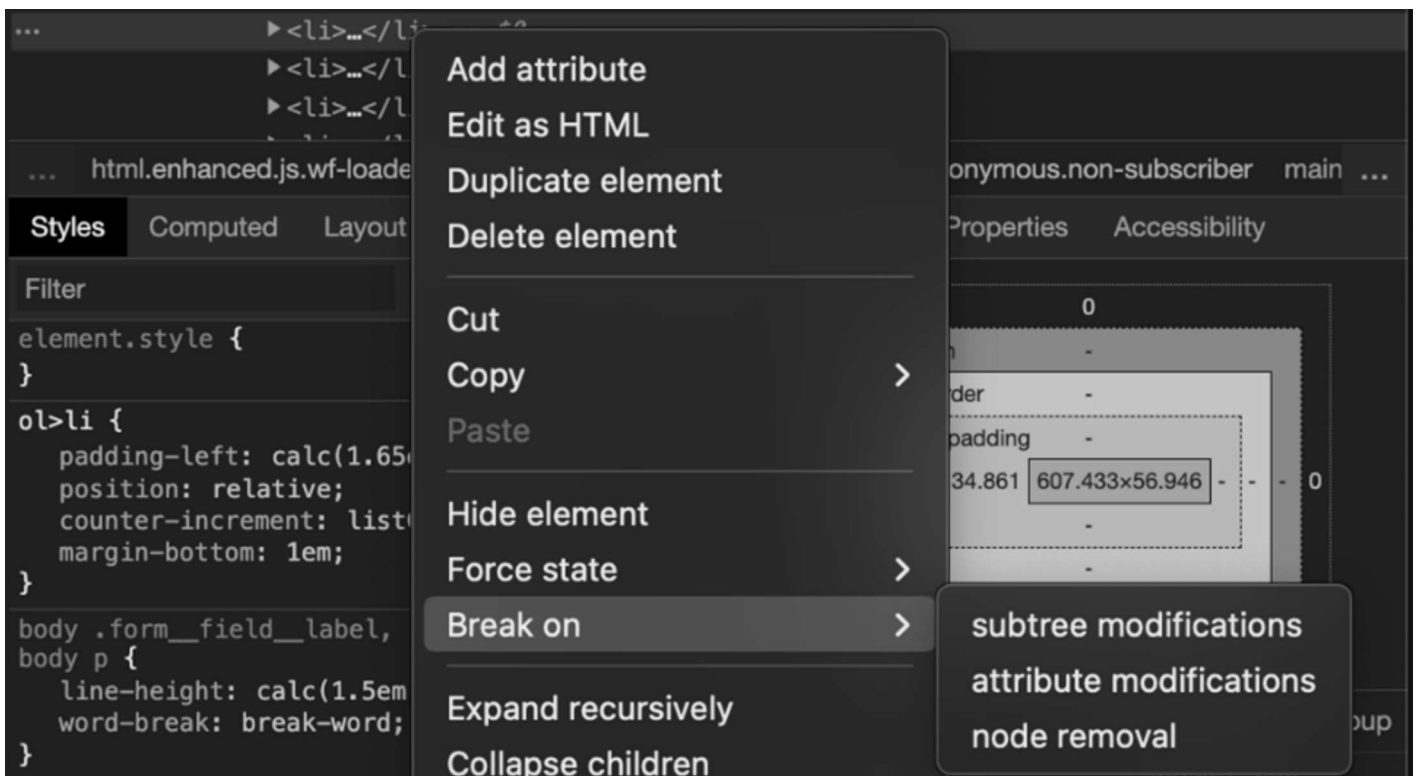 ... ▶<li>…</li> == $0
▶<li>…</l
▶<li>…</l
... html.enhanced.js.wf-loade onymous.non-subscriber main ...
Styles Computed Layout Properties Accessibility
Filter
element.style {
}
ol>li {
padding-left: calc(1.65
position: relative;
counter-increment: list
margin-bottom: 1em;
}
body .form__field__label,
body p {
line-height: calc(1.5em
word-break: break-word;
}
Add attribute
Edit as HTML
Duplicate element
Delete element
Cut
Copy
Paste
Hide element
Force state
Break on
Expand recursively
Collapse children
subtree modifications
attribute modifications
node removal
0
-
rder -
padding -
34.861 607.433×56.946 - - - 0
-
-
oup